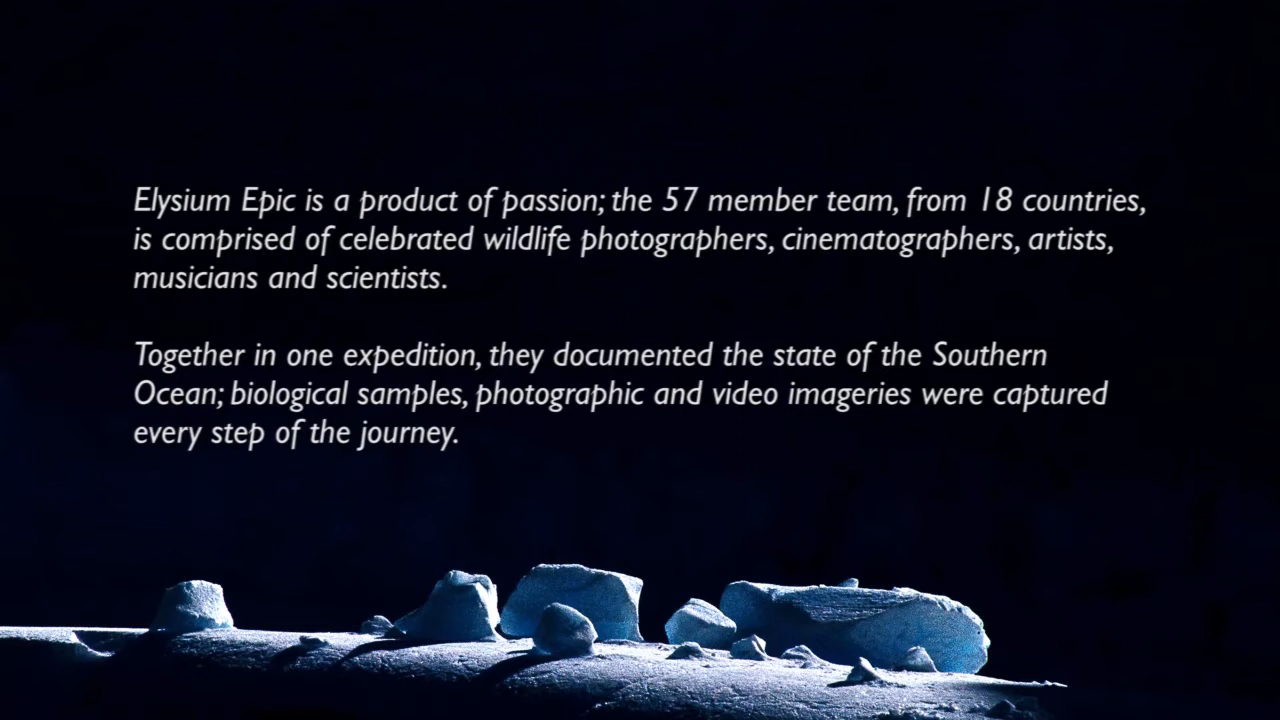 Elysium Epic is a product of passion; the 57 member team, from 18 countries,
is comprised of celebrated wildlife photographers, cinematographers, artists,
musicians and scientists.
Together in one expedition, they documented the state of the Southern
Ocean; biological samples, photographic and video imageries were captured
every step of the journey.